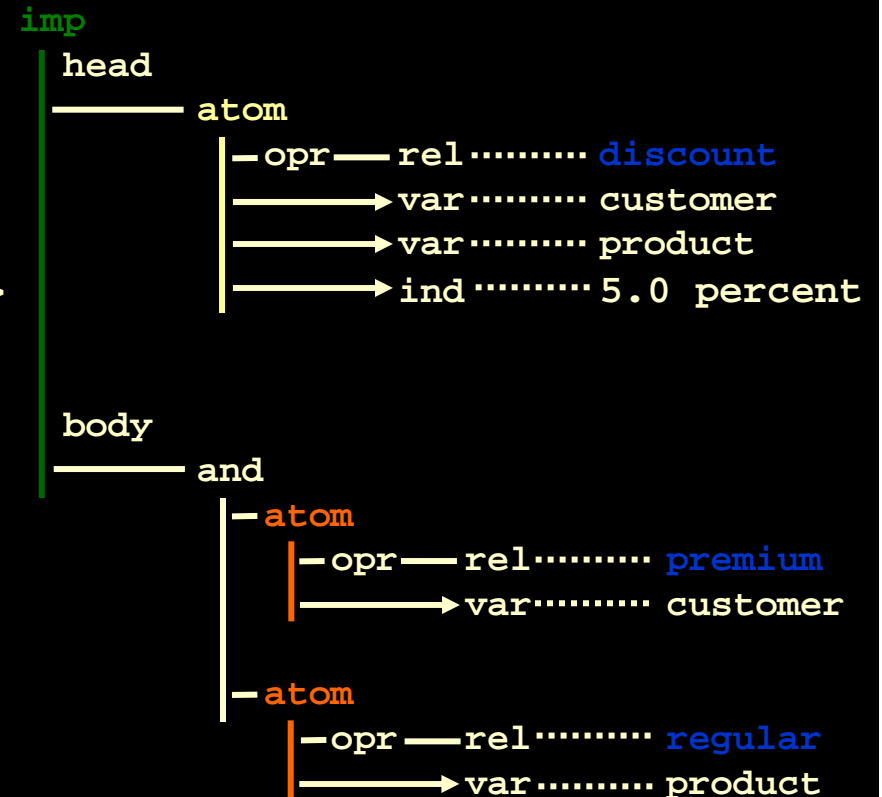 imp
head
atom
opr rel discount
var customer
var product
ind 5.0 percent
body
and
atom
opr rel premium
var customer
atom
opr rel regular
var product